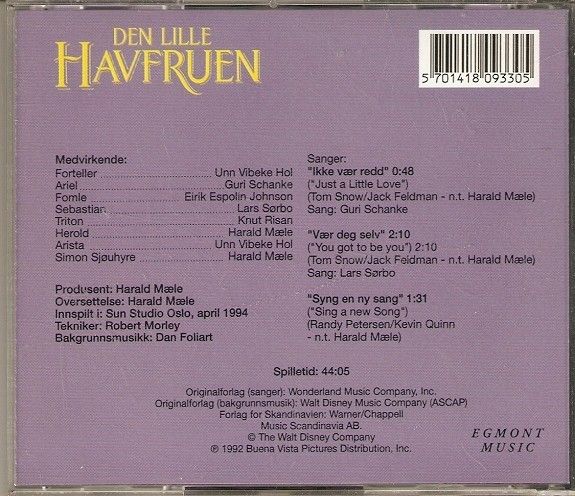 DEN LILLE
HAVFRUEN
5 701418 093305
Medvirkende:
Forteller ........ Unn Vibeke Hol
Ariel ........ Guri Schanke
Fomle ........ Eirik Espolin Johnson
Sebastian ........ Lars Sørbo
Triton ........ Knut Risan
Herold ........ Harald Mæle
Arista ........ Unn Vibeke Hol
Simon Sjøuhyre ........ Harald Mæle
Produsent: Harald Mæle
Oversettelse: Harald Mæle
Innspilt i: Sun Studio Oslo, april 1994
Tekniker: Robert Morley
Bakgrunnsmusikk: Dan Foliart
Sanger:
"Ikke vær redd" 0:48
("Just a Little Love")
(Tom Snow/Jack Feldman - n.t. Harald Mæle)
Sang: Guri Schanke
"Vær deg selv" 2:10
("You got to be you") 2:10
(Tom Snow/Jack Feldman - n.t. Harald Mæle)
Sang: Lars Sørbo
"Syng en ny sang" 1:31
("Sing a new Song")
(Randy Petersen/Kevin Quinn
- n.t. Harald Mæle)
Spilletid: 44:05
Originalforlag (sanger): Wonderland Music Company, Inc.
Originalforlag (bakgrunnsmusik): Walt Disney Music Company (ASCAP)
Forlag for Skandinavien: Warner/Chappell
Music Scandinavia AB.
© The Walt Disney Company
℗ 1992 Buena Vista Pictures Distribution, Inc.
EGMONT
MUSIC